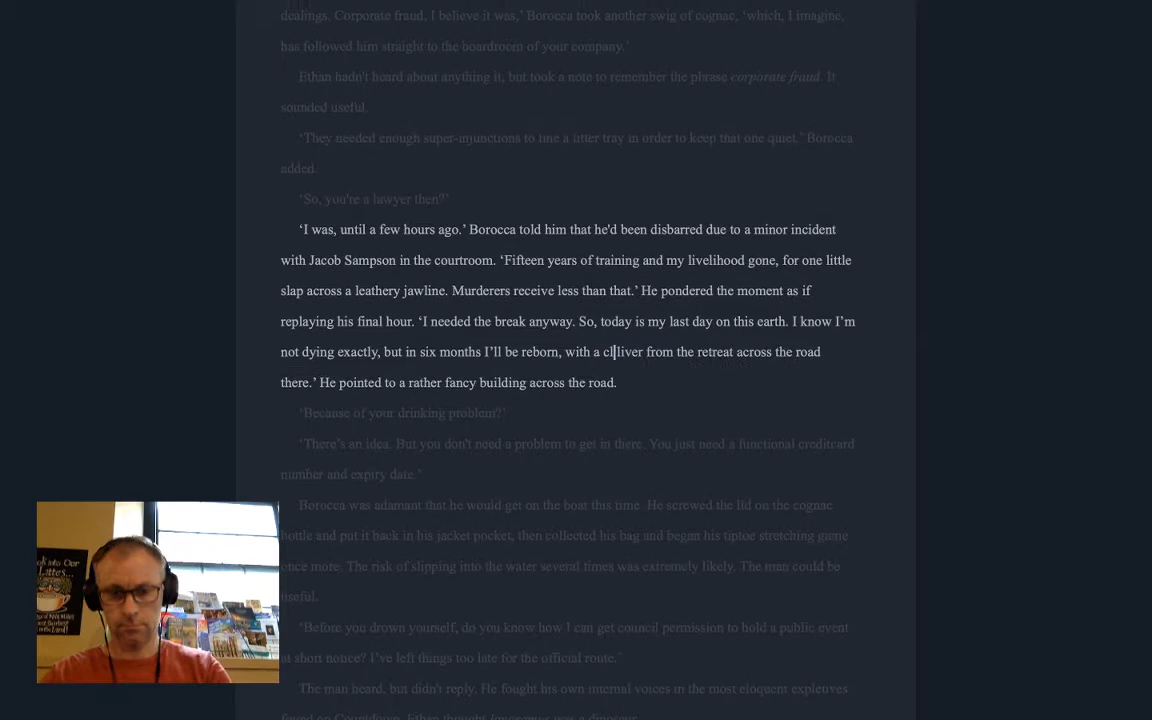 dealings. Corporate fraud, I believe it was,’ Borocca took another swig of cognac, ‘which, I imagine,
has followed him straight to the boardroom of your company.’
Ethan hadn't heard about anything it, but took a note to remember the phrase corporate fraud. It
sounded useful.
‘They needed enough super-injunctions to line a litter tray in order to keep that one quiet.’ Borocca
added.
‘So, you're a lawyer then?’
‘I was, until a few hours ago.’ Borocca told him that he'd been disbarred due to a minor incident
with Jacob Sampson in the courtroom. ‘Fifteen years of training and my livelihood gone, for one little
slap across a leathery jawline. Murderers receive less than that.’ He pondered the moment as if
replaying his final hour. ‘I needed the break anyway. So, today is my last day on this earth. I know I’m
not dying exactly, but in six months I’ll be reborn, with a clliver from the retreat across the road
there.’ He pointed to a rather fancy building across the road.
‘Because of your drinking problem?’
‘There’s an idea. But you don't need a problem to get in there. You just need a functional creditcard
number and expiry date.’
Borocca was adamant that he would get on the boat this time. He screwed the lid on the cognac
bottle and put it back in his jacket pocket, then collected his bag and began his tiptoe stretching game
once more. The risk of slipping into the water several times was extremely likely. The man could be
useful.
‘Before you drown yourself, do you know how I can get council permission to hold a public event
at short notice? I’ve left things too late for the official route.’
The man heard, but didn't reply. He fought his own internal voices in the most eloquent expletives
found on Countdown. Ethan thought
was a dinosaur
into Our
Lattes...